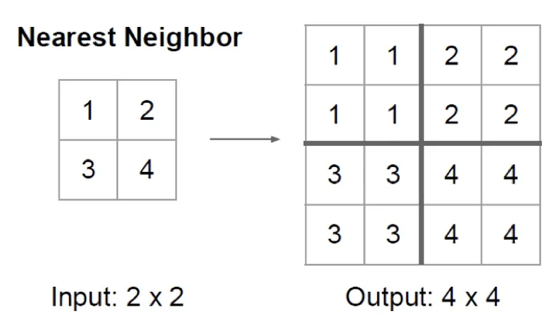 Nearest Neighbor
1 2
3 4
1 1 2 2
1 1 2 2
3 3 4 4
3 3 4 4
Input: 2 x 2
Output: 4 x 4